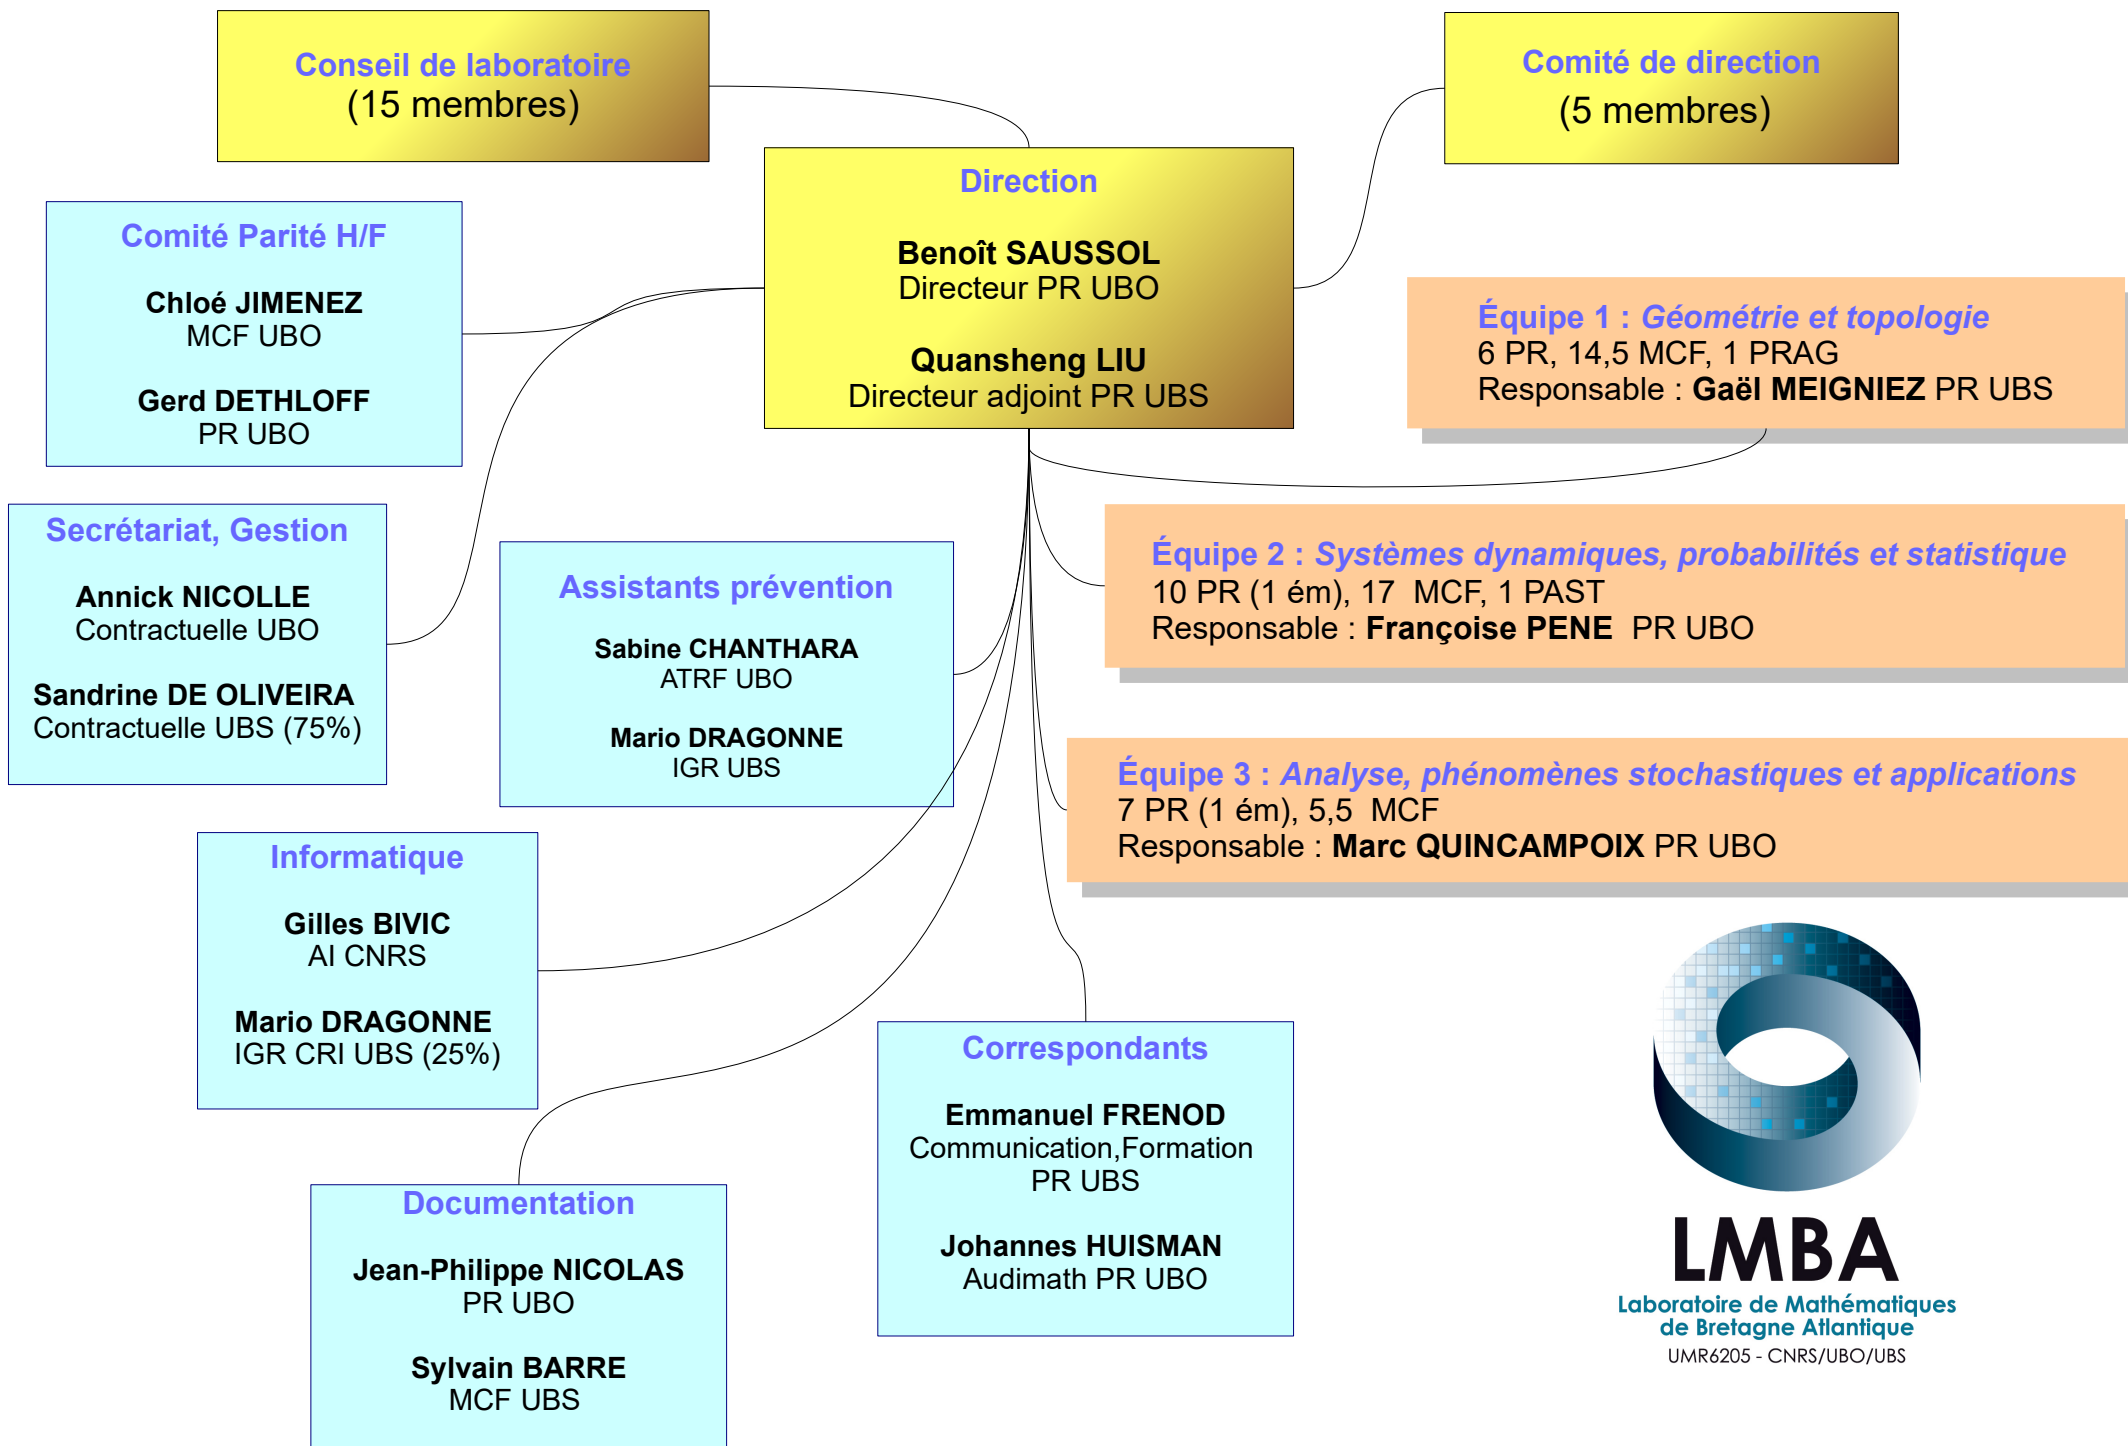 Conseil de laboratoire
(15 membres)
Comité de direction
(5 membres)
Direction
Benoît SAUSSOL
Directeur PR UBO
Quansheng LIU
Directeur adjoint PR UBS
Comité Parité H/F
Chloé JIMENEZ
MCF UBO
Gerd DETHLOFF
PR UBO
Équipe 1 : Géométrie et topologie
6 PR, 14,5 MCF, 1 PRAG
Responsable : Gaël MEIGNIEZ PR UBS
Secrétariat, Gestion
Annick NICOLLE
Contractuelle UBO
Sandrine DE OLIVEIRA
Contractuelle UBS (75%)
Assistants prévention
Sabine CHANTHARA
ATRF UBO
Mario DRAGONNE
IGR UBS
Équipe 2 : Systèmes dynamiques, probabilités et statistique
10 PR (1 ém), 17 MCF, 1 PAST
Responsable : Françoise PENE PR UBO
Équipe 3 : Analyse, phénomènes stochastiques et applications
7 PR (1 ém), 5,5 MCF
Responsable : Marc QUINCAMPOIX PR UBO
Informatique
Gilles BIVIC
AI CNRS
Mario DRAGONNE
IGR CRI UBS (25%)
Correspondants
Emmanuel FRENOD
Communication,Formation
PR UBS
Johannes HUISMAN
Audimath PR UBO
Documentation
Jean-Philippe NICOLAS
PR UBO
Sylvain BARRE
MCF UBS
LMBA
Laboratoire de Mathématiques
de Bretagne Atlantique
UMR6205 - CNRS/UBO/UBS